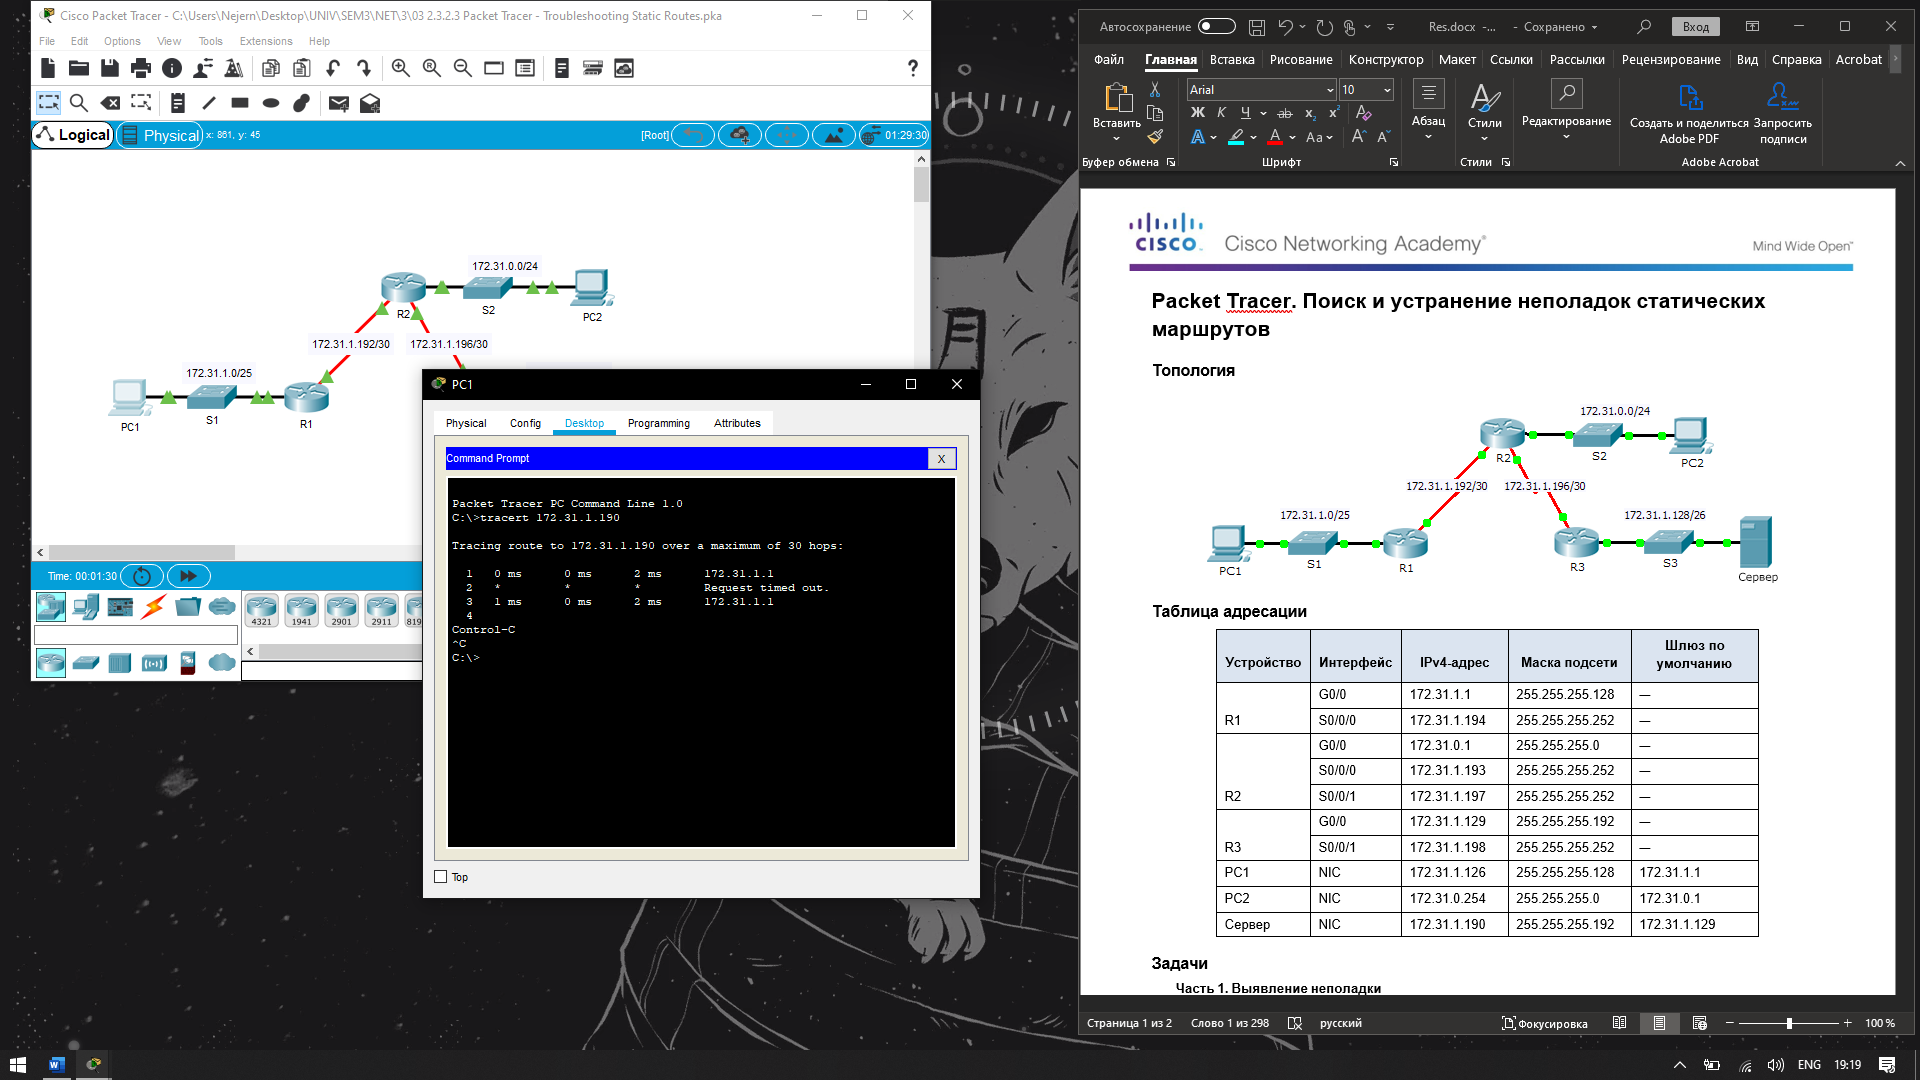 Cisco Packet Tracer - C:\Users\Nejern\Desktop\UNIV\SEM3\NET\3\03 2.3.2.3 Packet Tracer - Troubleshooting Static Routes.pka
File Edit Options View Tools Extensions Help
Logical Physical x: 861, y: 45 [Root] 01:29:30
172.31.0.0/24
R2 S2 PC2
172.31.1.192/30 172.31.1.196/30
172.31.1.0/25
PC1 S1 R1
Time: 00:01:30
4321 1941 2901 2911 819
PC1
Physical Config Desktop Programming Attributes
Command Prompt X
Packet Tracer PC Command Line 1.0
C:\>tracert 172.31.1.190
Tracing route to 172.31.1.190 over a maximum of 30 hops:
1 0 ms 0 ms 2 ms 172.31.1.1
2 * * * Request timed out.
3 1 ms 0 ms 2 ms 172.31.1.1
4
Control-C
^C
C:\>
Top
Автосохранение Res.docx -... - Сохранено Вход
Файл Главная Вставка Рисование Конструктор Макет Ссылки Рассылки Рецензирование Вид Справка Acrobat
Вставить
Arial 10
Ж К Ч ab x₂ x²
A Aa A A
Абзац
Стили
Редактирование
Создать и поделиться Adobe PDF
Запросить подписи
Буфер обмена Шрифт Стили Adobe Acrobat
CISCO Cisco Networking Academy® Mind Wide Open™
Packet Tracer. Поиск и устранение неполадок статических
маршрутов
Топология
172.31.0.0/24
R2 S2 PC2
172.31.1.192/30 172.31.1.196/30
172.31.1.0/25 172.31.1.128/26
PC1 S1 R1 R3 S3 Сервер
Таблица адресации
Устройство Интерфейс IPv4-адрес Маска подсети Шлюз по умолчанию
R1 G0/0 172.31.1.1 255.255.255.128 —
S0/0/0 172.31.1.194 255.255.255.252 —
R2 G0/0 172.31.0.1 255.255.255.0 —
S0/0/0 172.31.1.193 255.255.255.252 —
S0/0/1 172.31.1.197 255.255.255.252 —
R3 G0/0 172.31.1.129 255.255.255.192 —
S0/0/1 172.31.1.198 255.255.255.252 —
PC1 NIC 172.31.1.126 255.255.255.128 172.31.1.1
PC2 NIC 172.31.0.254 255.255.255.0 172.31.0.1
Сервер NIC 172.31.1.190 255.255.255.192 172.31.1.129
Задачи
Часть 1. Выявление неполадки
Страница 1 из 2 Слово 1 из 298 русский Фокусировка 100 %
ENG 19:19